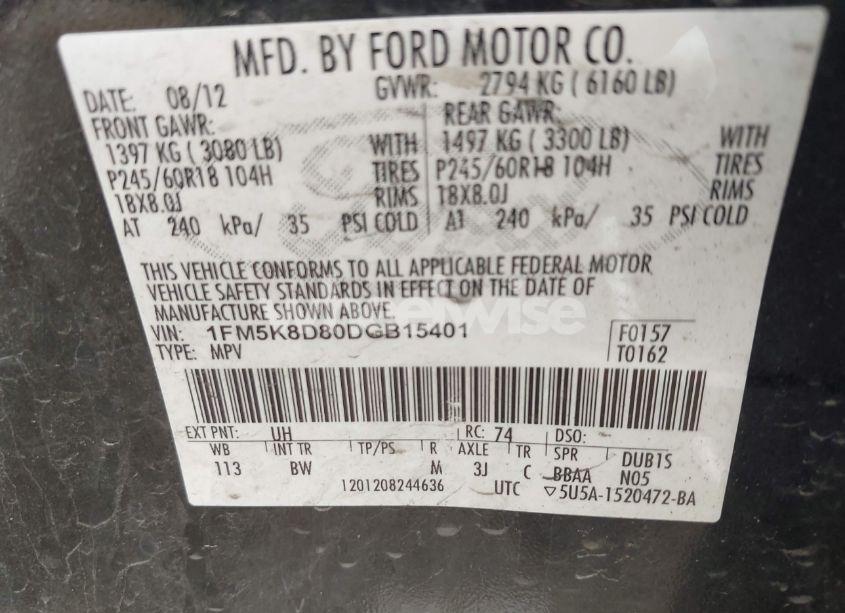 MFD. BY FORD MOTOR CO.
DATE: 08/12 GVWR: 2794 KG ( 6160 LB)
FRONT GAWR: REAR GAWR:
1397 KG ( 3080 LB) WITH 1497 KG ( 3300 LB) WITH
P245/60R18 104H TIRES P245/60R18 104H TIRES
18X8.0J RIMS 18X8.0J RIMS
AT 240 kPa/ 35 PSI COLD AT 240 kPa/ 35 PSI COLD
THIS VEHICLE CONFORMS TO ALL APPLICABLE FEDERAL MOTOR
VEHICLE SAFETY STANDARDS IN EFFECT ON THE DATE OF
MANUFACTURE SHOWN ABOVE.
VIN: 1FM5K8D80DGB15401 F0157
TYPE: MPV T0162
EXT PNT: UH RC: 74 DSO:
WB INT TR TP/PS R AXLE TR SPR DUB1S
113 BW M 3J C BBAA N05
1201208244636 UTC ▽5U5A-1520472-BA